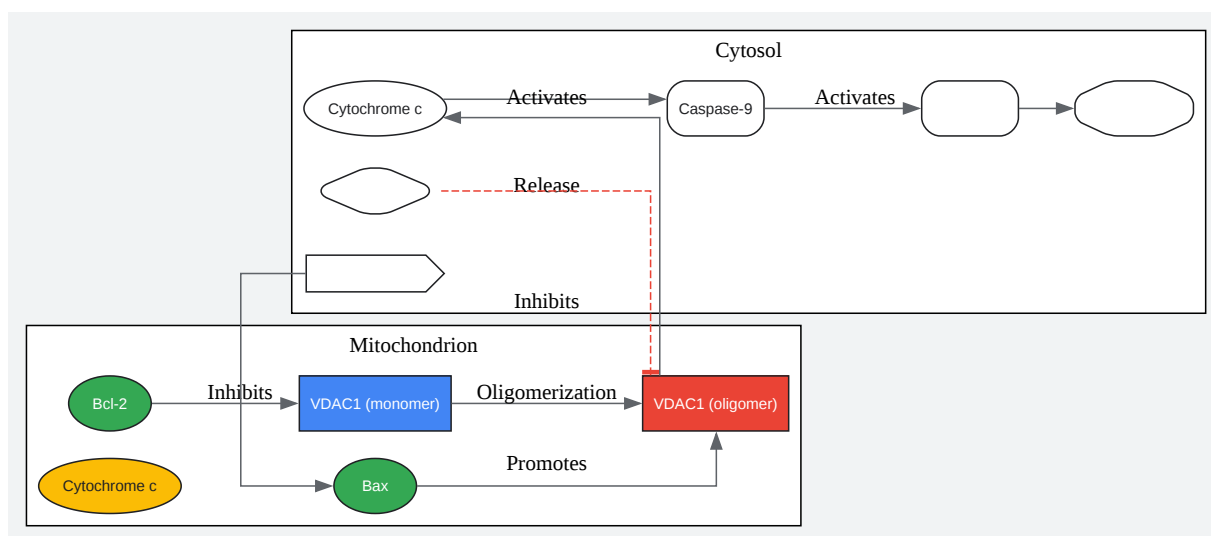 Cytosol
Cytochrome c
Activates
Caspase-9
Activates
Release
Inhibits
Mitochondrion
Bcl-2
Inhibits
VDAC1 (monomer)
Oligomerization
VDAC1 (oligomer)
Cytochrome c
Bax
Promotes